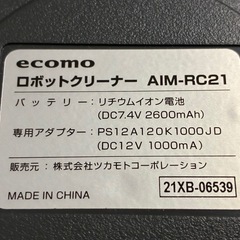 ecomo
ロボットクリーナー AIM-RC21
バッテリー：リチウムイオン電池
(DC7.4V 2600mAh)
専用アダプター：PS12A120K1000JD
(DC12V 1000mA)
販売元：株式会社ツカモトコーポレーション
MADE IN CHINA
21XB-06539